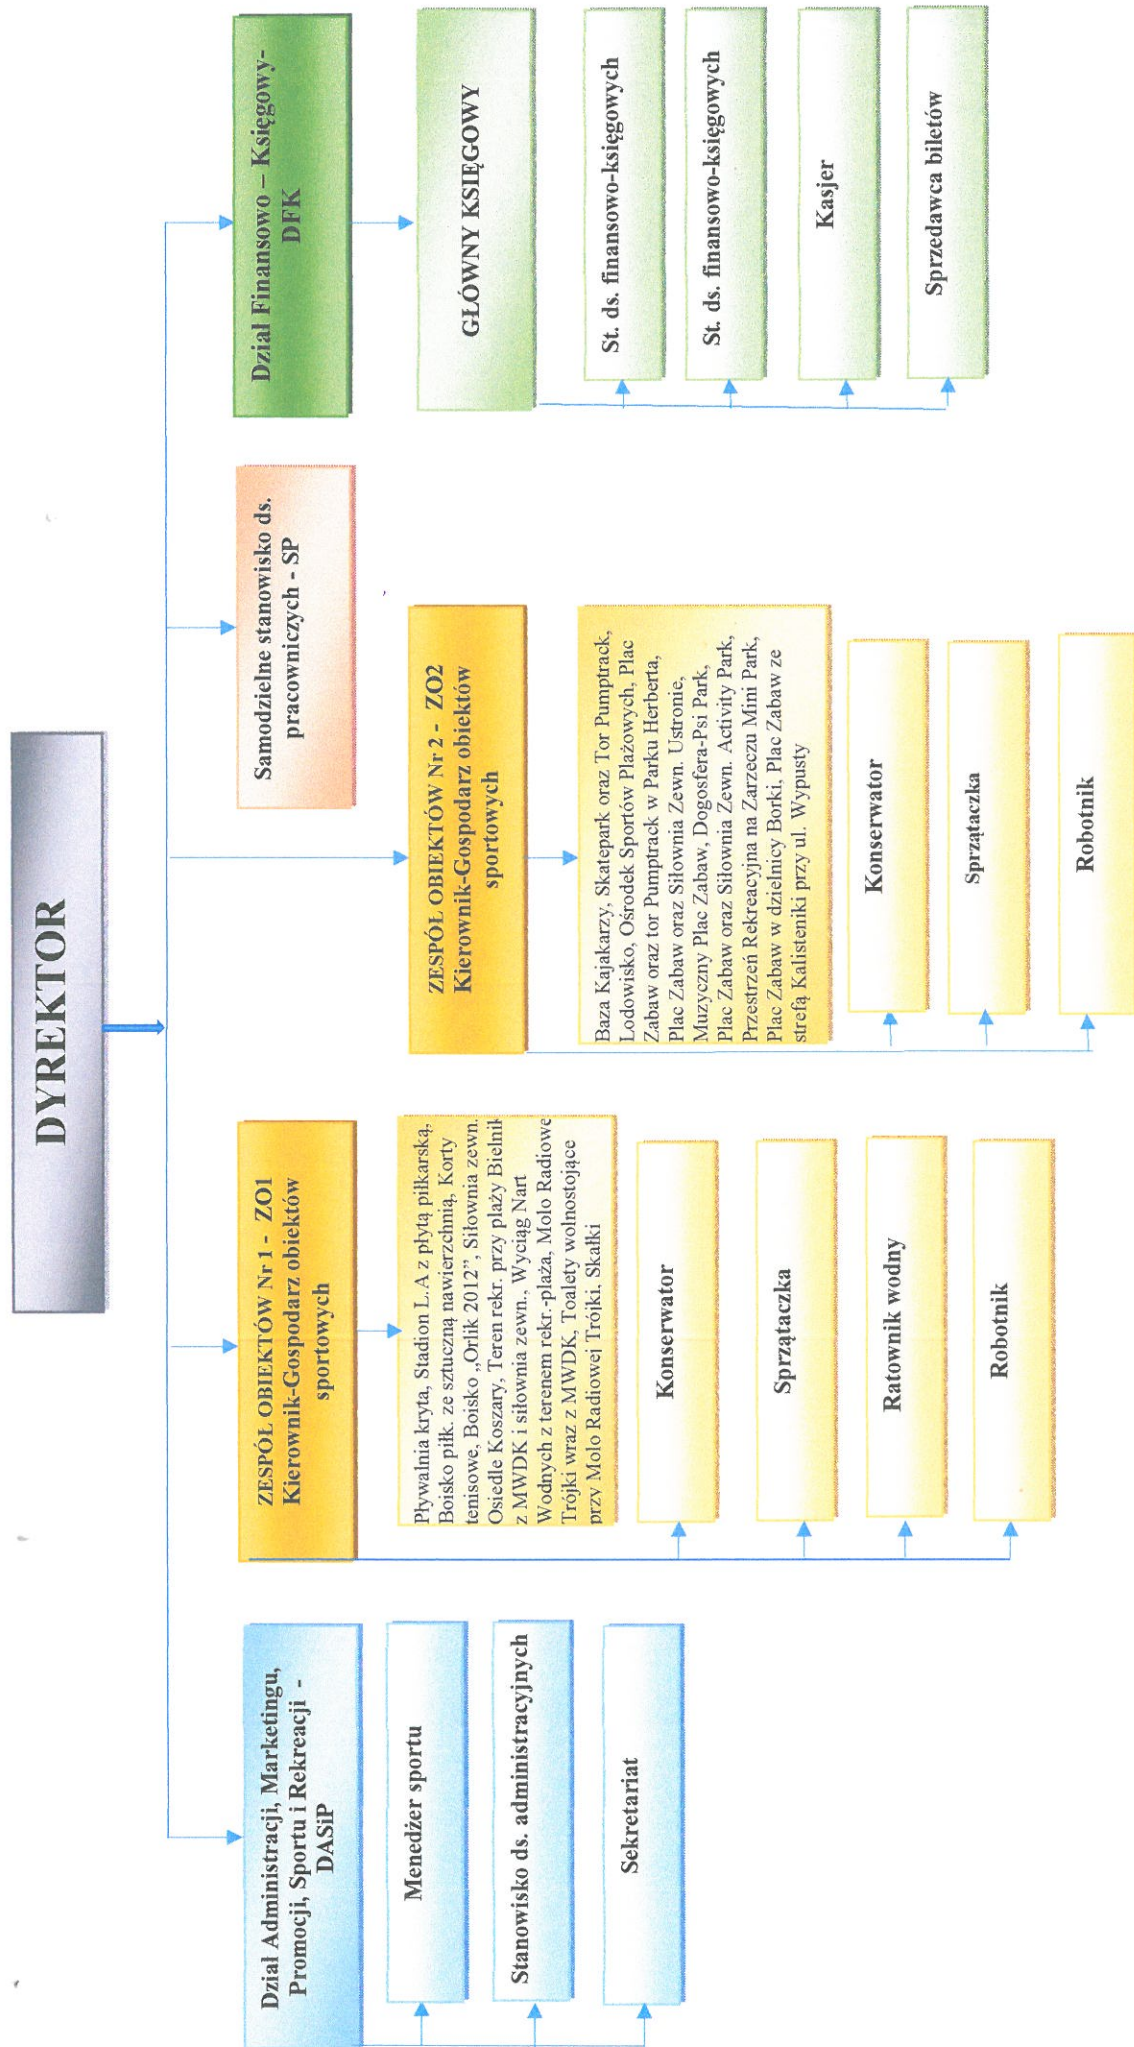 DYREKTOR
Dział Administracji, Marketingu,
Promocji, Sportu i Rekreacji -
DASiP
Menedżer sportu
Stanowisko ds. administracyjnych
Sekretariat
ZESPÓŁ OBIEKTÓW Nr 1 - ZO1
Kierownik-Gospodarz obiektów
sportowych
Pływalnia kryta, Stadion L.A z płytą piłkarską,
Boisko piłk. ze sztuczną nawierzchnią, Korty
tenisowe, Boisko „Orlik 2012”, Siłownia zewn.
Osiedle Koszary, Teren rekr. przy plaży Bielnik
z MWDK i siłownia zewn., Wyciąg Nart
Wodnych z terenem rekr.-plaża, Molo Radiowe
Trójki wraz z MWDK, Toalety wolnostojące
przy Molo Radiowej Trójki. Skałki
Konserwator
Sprzątaczka
Ratownik wodny
Robotnik
ZESPÓŁ OBIEKTÓW Nr 2 - ZO2
Kierownik-Gospodarz obiektów
sportowych
Baza Kajakarzy, Skatepark oraz Tor Pumptrack,
Lodowisko, Ośrodek Sportów Plażowych, Plac
Zabaw oraz tor Pumptrack w Parku Herberta,
Plac Zabaw oraz Siłownia Zewn. Ustronie,
Muzyczny Plac Zabaw, Dogosfera-Psi Park,
Plac Zabaw oraz Siłownia Zewn. Activity Park,
Przestrzeń Rekreacyjna na Zarzeczu Mini Park,
Plac Zabaw w dzielnicy Borki, Plac Zabaw ze
strefą Kalisteniki przy ul. Wypusty
Konserwator
Sprzątaczka
Robotnik
Samodzielne stanowisko ds.
pracowniczych - SP
Dział Finansowo – Księgowy-
DFK
GŁÓWNY KSIĘGOWY
St. ds. finansowo-księgowych
St. ds. finansowo-księgowych
Kasjer
Sprzedawca biletów